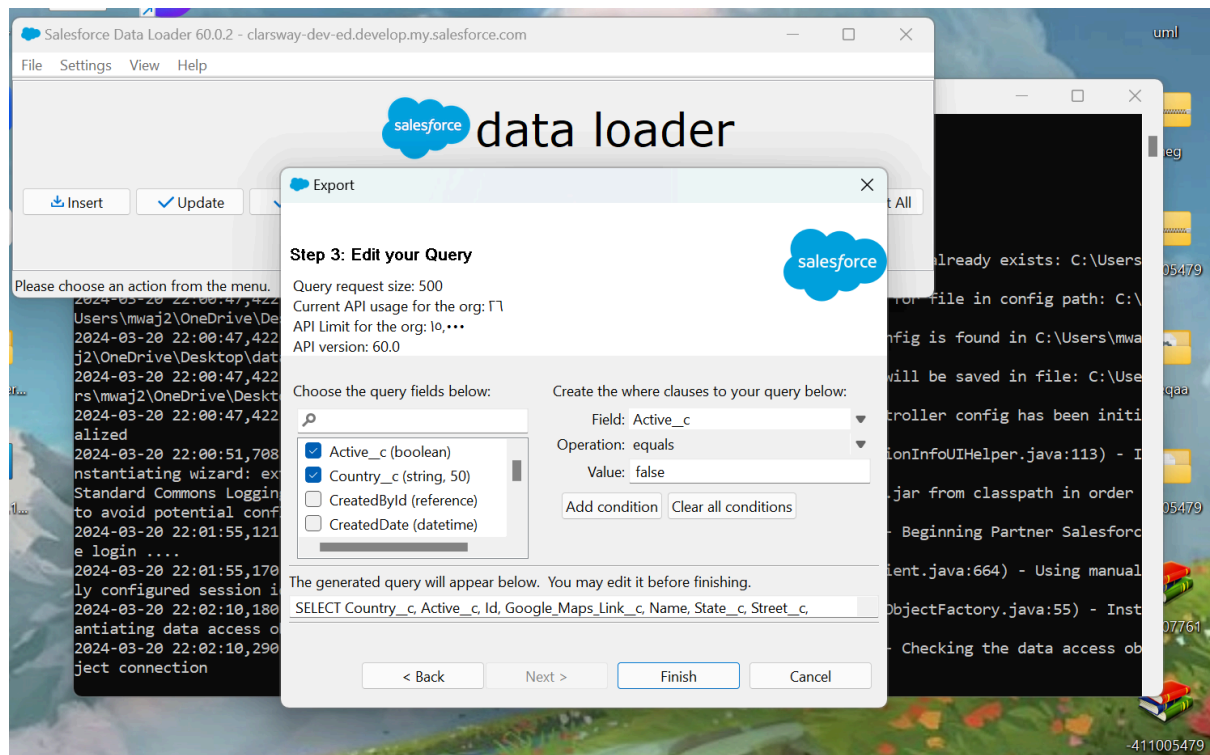 Salesforce Data Loader 60.0.2 - clarsway-dev-ed.develop.my.salesforce.com
File Settings View Help
salesforce data loader
Insert
Update
t All
Please choose an action from the menu.
Export
Step 3: Edit your Query
salesforce
Query request size: 500
Current API usage for the org: ٢٦
API Limit for the org: ١٥,٠٠٠
API version: 60.0
Choose the query fields below:
Active__c (boolean)
Country__c (string, 50)
CreatedById (reference)
CreatedDate (datetime)
Create the where clauses to your query below:
Field: Active__c
Operation: equals
Value: false
Add condition Clear all conditions
The generated query will appear below. You may edit it before finishing.
SELECT Country__c, Active__c, Id, Google_Maps_Link__c, Name, State__c, Street__c,
< Back Next > Finish Cancel
already exists: C:\Users
2024-03-20 22:00:47,422 for file in config path: C:\
Users\mwaj2\OneDrive\De
2024-03-20 22:00:47,422 nfig is found in C:\Users\mwa
j2\OneDrive\Desktop\dat
2024-03-20 22:00:47,422 will be saved in file: C:\Use
rs\mwaj2\OneDrive\Deskt
2024-03-20 22:00:47,422 troller config has been initi
alized
2024-03-20 22:00:51,708 ionInfoUIHelper.java:113) - I
nstantiating wizard: ex
Standard Commons Loggin .jar from classpath in order
to avoid potential conf
2024-03-20 22:01:55,121 - Beginning Partner Salesforc
e login ....
2024-03-20 22:01:55,170 ient.java:664) - Using manual
ly configured session i
2024-03-20 22:02:10,180 ObjectFactory.java:55) - Inst
antiating data access o
2024-03-20 22:02:10,290 - Checking the data access ob
ject connection
uml
eg
05479
qaa
05479
07761
-411005479